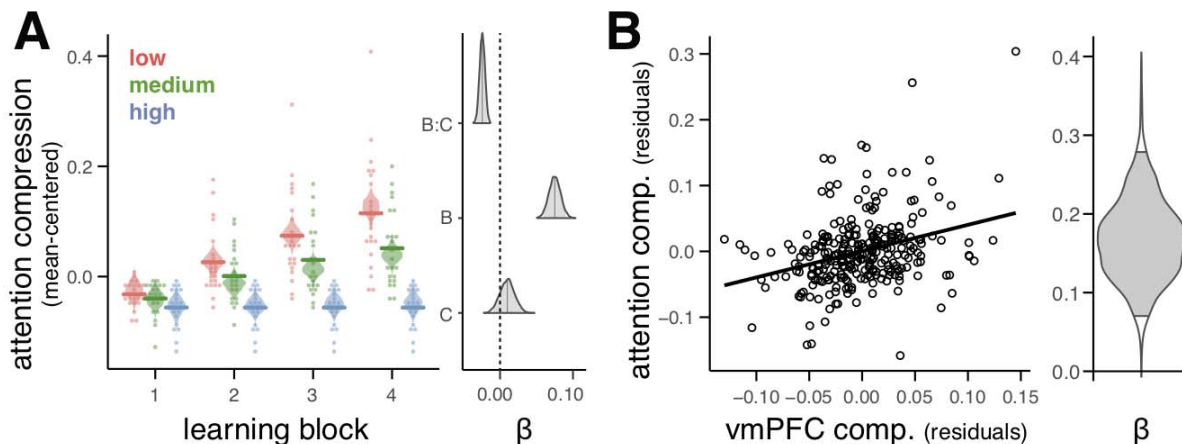 A
attention compression
(mean-centered)
0.4
0.2
0.0
low
medium
high
1 2 3 4
learning block
B:C
B
C
0.00 0.10
β
B
attention comp. (residuals)
0.3
0.2
0.1
0.0
−0.1
−0.10 −0.05 0.00 0.05 0.10 0.15
vmPFC comp. (residuals)
0.4
0.3
0.2
0.1
0.0
β